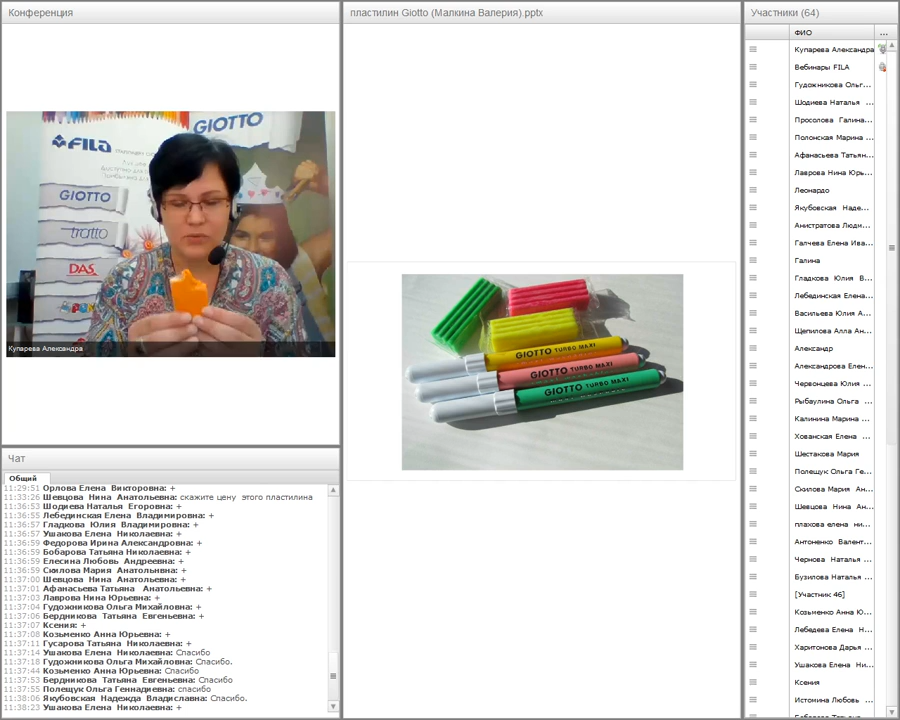 Конференция
FILA
GIOTTO
GIOTTO
tratto
DAS
Купарева Александра
пластилин Giotto (Малкина Валерия).pptx
GIOTTO TURBO MAXI
GIOTTO TURBO MAXI
GIOTTO TURBO MAXI
Чат
Общий
11:29:51 Орлова Елена Викторовна: +
11:33:26 Шевцова Нина Анатольевна: скажите цену этого пластилина
11:36:53 Шодиева Наталья Егоровна: +
11:36:55 Лебединская Елена Владимировна: +
11:36:57 Гладкова Юлия Владимировна: +
11:36:57 Ушакова Елена Николаевна: +
11:36:59 Федорова Ирина Александровна: +
11:36:59 Бобарова Татьяна Николаевна: +
11:36:59 Елесина Любовь Андреевна: +
11:36:59 Скилова Мария Анатольнвна: +
11:37:00 Шевцова Нина Анатольевна: +
11:37:01 Афанасьева Татьяна Анатольевна: +
11:37:03 Лаврова Нина Юрьевна: +
11:37:04 Гудожникова Ольга Михайловна: +
11:37:06 Бердникова Татьяна Евгеньевна: +
11:37:07 Ксения: +
11:37:08 Козьменко Анна Юрьевна: +
11:37:11 Гусарова Татьяна Николаевна: +
11:37:14 Ушакова Елена Николаевна: Спасибо
11:37:18 Гудожникова Ольга Михайловна: Спасибо.
11:37:44 Козьменко Анна Юрьевна: Спасибо
11:37:53 Бердникова Татьяна Евгеньевна: Спасибо
11:37:55 Полещук Ольга Геннадиевна: спасибо
11:38:06 Якубовская Надежда Владиславна: Спасибо.
11:38:23 Ушакова Елена Николаевна: +
Участники (64)
ФИО ...
Купарева Александра
Вебинары FILA
Гудожникова Ольг...
Шодиева Наталья ...
Просолова Галина...
Полонская Марина ...
Афанасьева Татьян...
Лаврова Нина Юрь...
Леонардо
Якубовская Наде...
Анистратова Людм...
Галчева Елена Ива...
Галина
Гладкова Юлия В...
Лебединская Елена...
Васильева Юлия А...
Щепилова Алла Ан...
Александр
Александрова Елен...
Червонцева Юлия ...
Рыбаулина Ольга ...
Калинина Марина ...
Хованская Елена ...
Шестакова Мария
Полещук Ольга Ге...
Скилова Мария Ан...
Шевцова Нина Ан...
плахова елена ни...
Антоненко Валент...
Чернова Наталья ...
Бузилова Наталья ...
[Участник 46]
Козьменко Анна Ю...
Лебедева Елена Н...
Харитонова Дарья ...
Ушакова Елена Ни...
Ксения
Истомина Любовь ...